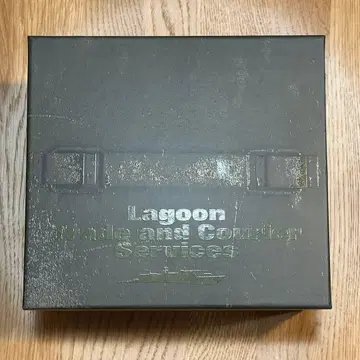 Lagoon
Trade and Courier
Services